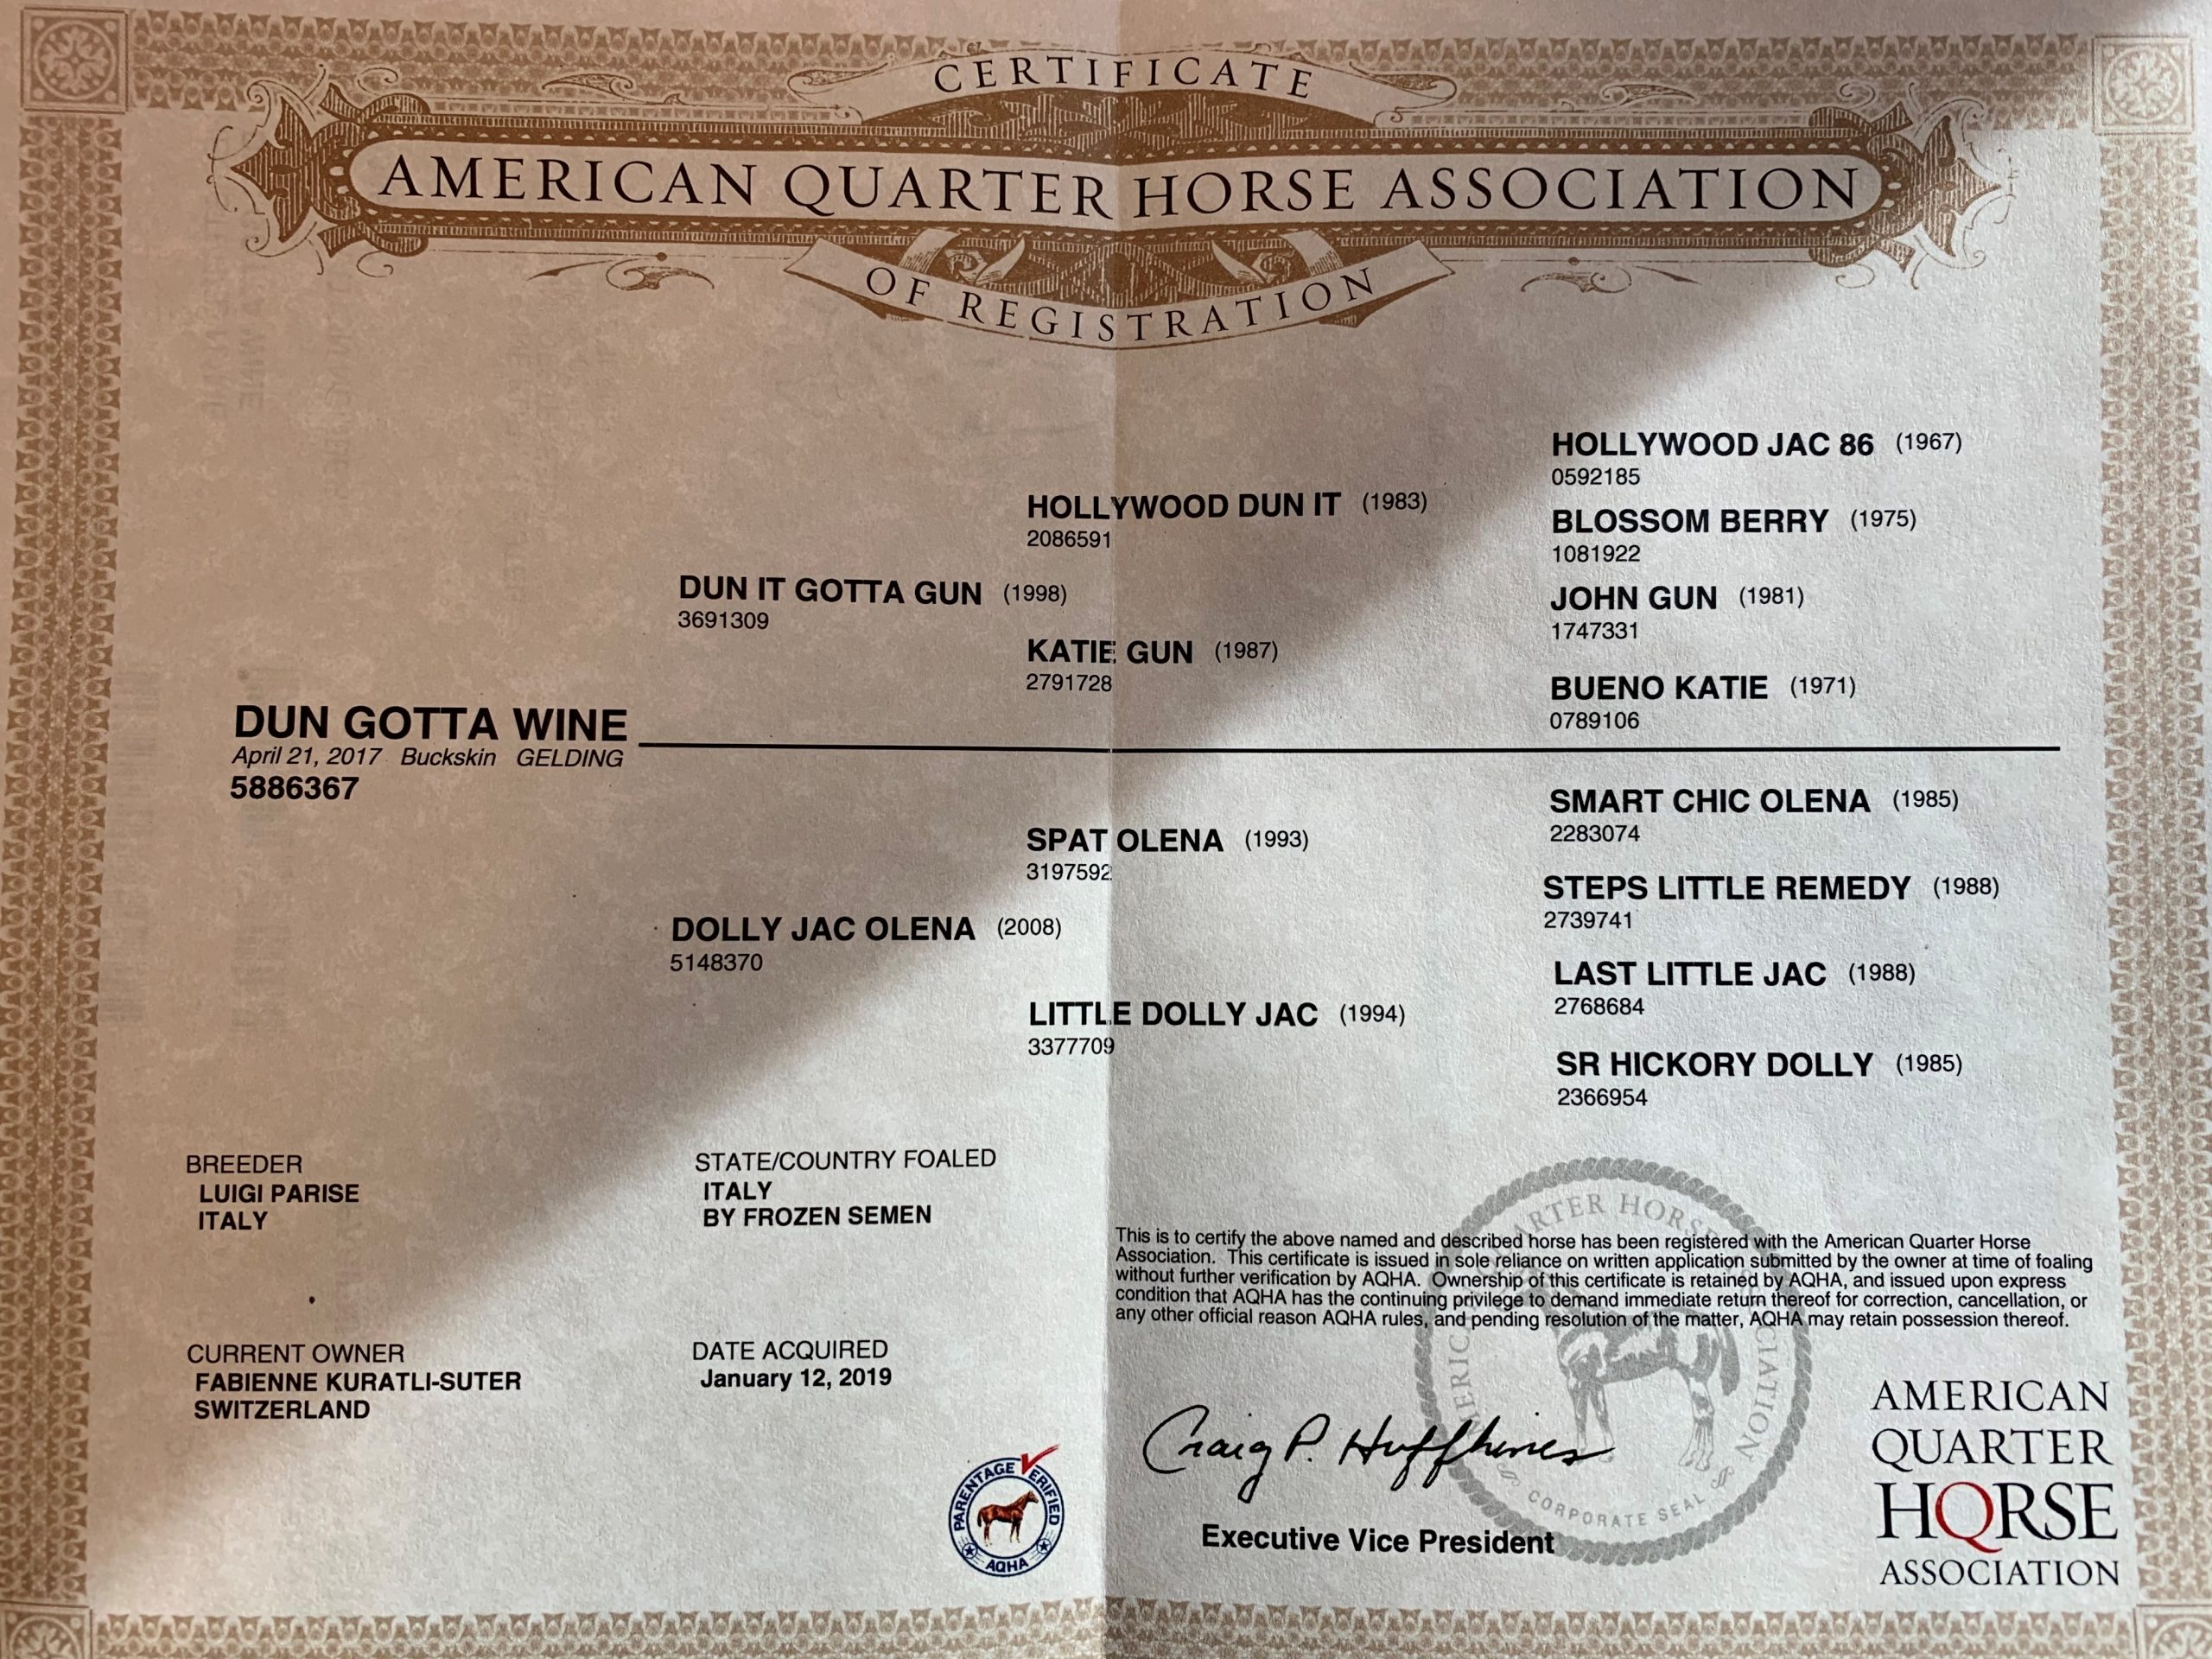 CERTIFICATE
AMERICAN QUARTER HORSE ASSOCIATION
OF REGISTRATION
HOLLYWOOD JAC 86 (1967)
0592185
HOLLYWOOD DUN IT (1983)
2086591
BLOSSOM BERRY (1975)
1081922
DUN IT GOTTA GUN (1998)
3691309
JOHN GUN (1981)
1747331
KATIE GUN (1987)
2791728
BUENO KATIE (1971)
0789106
DUN GOTTA WINE
April 21, 2017 Buckskin GELDING
5886367
SMART CHIC OLENA (1985)
2283074
SPAT OLENA (1993)
3197592
STEPS LITTLE REMEDY (1988)
2739741
DOLLY JAC OLENA (2008)
5148370
LAST LITTLE JAC (1988)
2768684
LITTLE DOLLY JAC (1994)
3377709
SR HICKORY DOLLY (1985)
2366954
BREEDER
LUIGI PARISE
ITALY
STATE/COUNTRY FOALED
ITALY
BY FROZEN SEMEN
This is to certify the above named and described horse has been registered with the American Quarter Horse
Association. This certificate is issued in sole reliance on written application submitted by the owner at time of foaling
without further verification by AQHA. Ownership of this certificate is retained by AQHA, and issued upon express
condition that AQHA has the continuing privilege to demand immediate return thereof for correction, cancellation, or
any other official reason AQHA rules, and pending resolution of the matter, AQHA may retain possession thereof.
CURRENT OWNER
FABIENNE KURATLI-SUTER
SWITZERLAND
DATE ACQUIRED
January 12, 2019
PARENTAGE VERIFIED
AQHA
Craig P. Huffhines
Executive Vice President
CORPORATE SEAL
AMERICAN
QUARTER
HORSE
ASSOCIATION